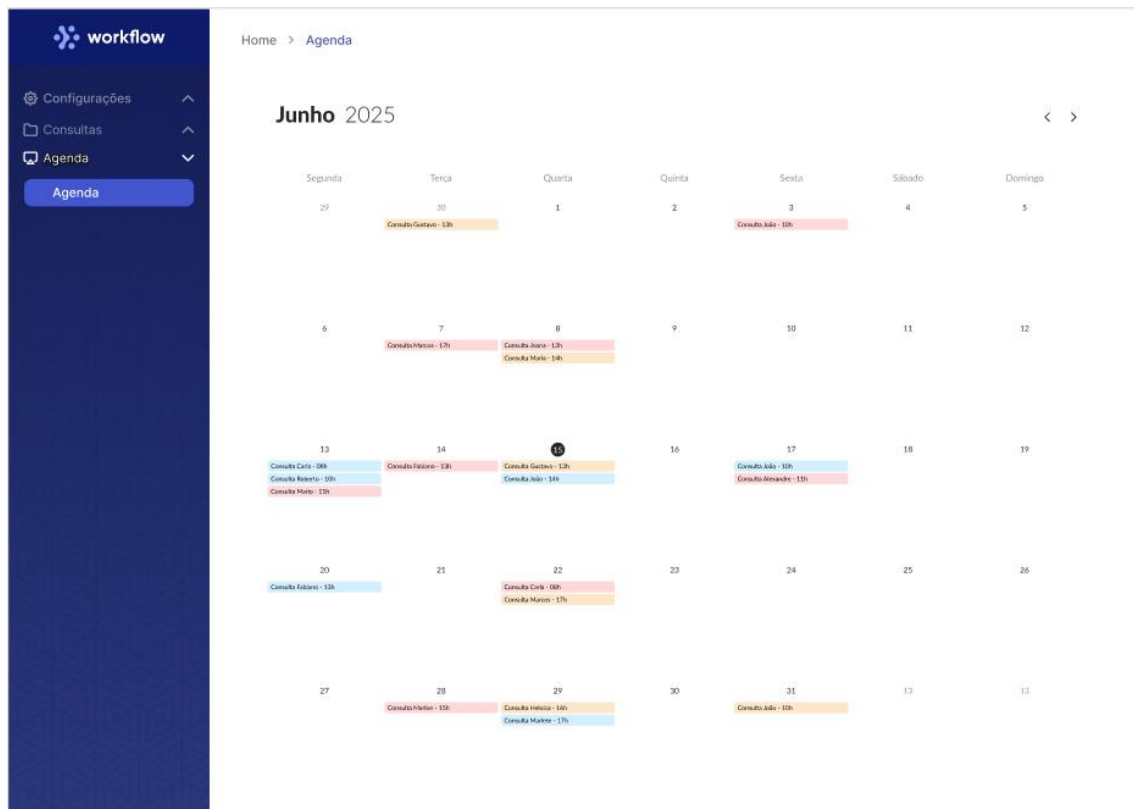 workflow
Home > Agenda
Configurações
Consultas
Agenda
Agenda
Junho 2025
Segunda Terça Quarta Quinta Sexta Sábado Domingo
29 30 1 2 3 4 5
Consulta Gustavo - 13h Consulta João - 10h
6 7 8 9 10 11 12
Consulta Marcos - 17h Consulta Joana - 13h
Consulta Maria - 14h
13 14 15 16 17 18 19
Consulta Carla - 08h Consulta Fabiano - 13h Consulta Gustavo - 13h Consulta João - 10h
Consulta Roberto - 10h Consulta João - 14h Consulta Alexandre - 11h
Consulta Mario - 11h
20 21 22 23 24 25 26
Consulta Fabiano - 13h Consulta Carla - 08h
Consulta Marcos - 17h
27 28 29 30 31 13 13
Consulta Marlon - 15h Consulta Heloiza - 16h Consulta João - 10h
Consulta Marlete - 17h